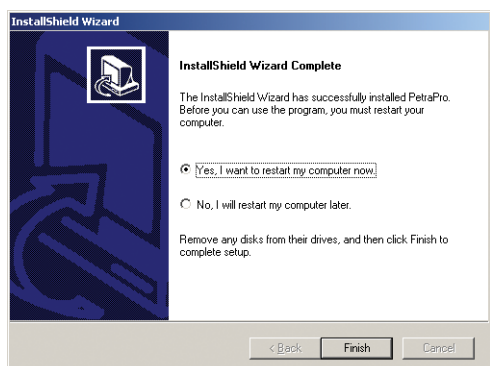 InstallShield Wizard
InstallShield Wizard Complete
The InstallShield Wizard has successfully installed PetraPro.
Before you can use the program, you must restart your
computer.
Yes, I want to restart my computer now.
No, I will restart my computer later.
Remove any disks from their drives, and then click Finish to
complete setup.
< Back
Finish
Cancel